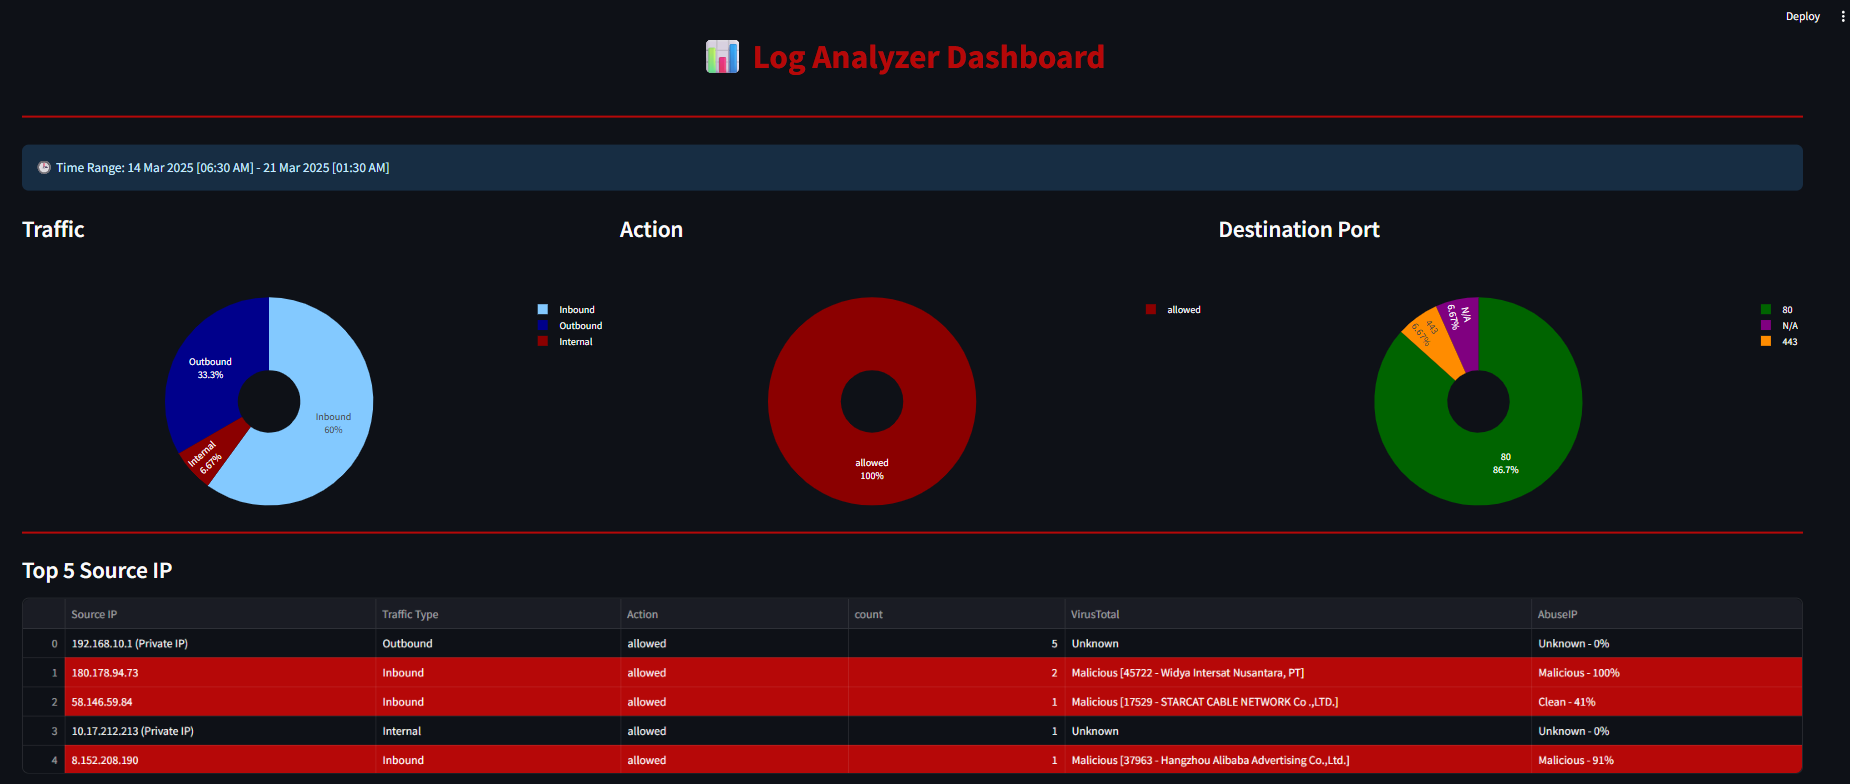 Deploy
Log Analyzer Dashboard
Time Range: 14 Mar 2025 [06:30 AM] - 21 Mar 2025 [01:30 AM]
Traffic
Outbound
33.3%
Inbound
60%
Internal
6.67%
Inbound
Outbound
Internal
Action
allowed
100%
allowed
Destination Port
443
6.67%
N/A
6.67%
80
86.7%
80
N/A
443
Top 5 Source IP
Source IP Traffic Type Action count VirusTotal AbuseIP
0 192.168.10.1 (Private IP) Outbound allowed 5 Unknown Unknown - 0%
1 180.178.94.73 Inbound allowed 2 Malicious [45722 - Widya Intersat Nusantara, PT] Malicious - 100%
2 58.146.59.84 Inbound allowed 1 Malicious [17529 - STARCAT CABLE NETWORK Co .,LTD.] Clean - 41%
3 10.17.212.213 (Private IP) Internal allowed 1 Unknown Unknown - 0%
4 8.152.208.190 Inbound allowed 1 Malicious [37963 - Hangzhou Alibaba Advertising Co.,Ltd.] Malicious - 91%